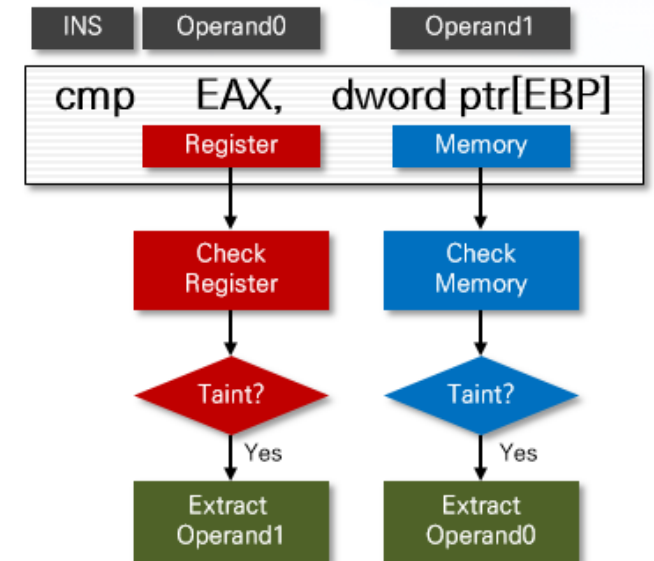 INS Operand0 Operand1
cmp EAX, dword ptr[EBP]
Register Memory
Check Check
Register Memory
Taint? Taint?
Yes Yes
Extract Extract
Operand1 Operand0